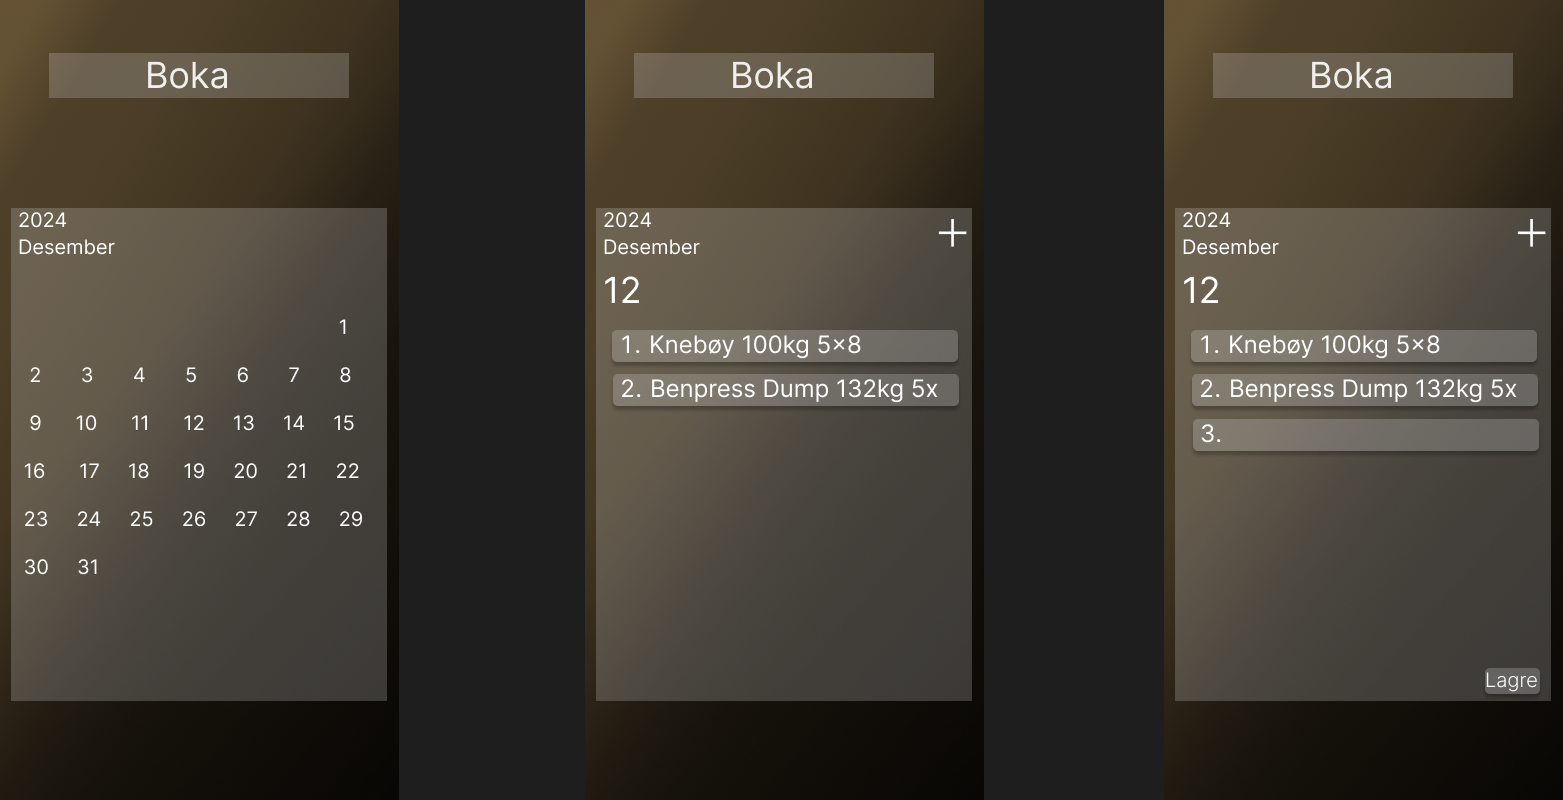 Boka
2024
Desember
1
2 3 4 5 6 7 8
9 10 11 12 13 14 15
16 17 18 19 20 21 22
23 24 25 26 27 28 29
30 31
Boka
2024
Desember
12
1. Knebøy 100kg 5×8
2. Benpress Dump 132kg 5x
Boka
2024
Desember
12
1. Knebøy 100kg 5×8
2. Benpress Dump 132kg 5x
3.
Lagre